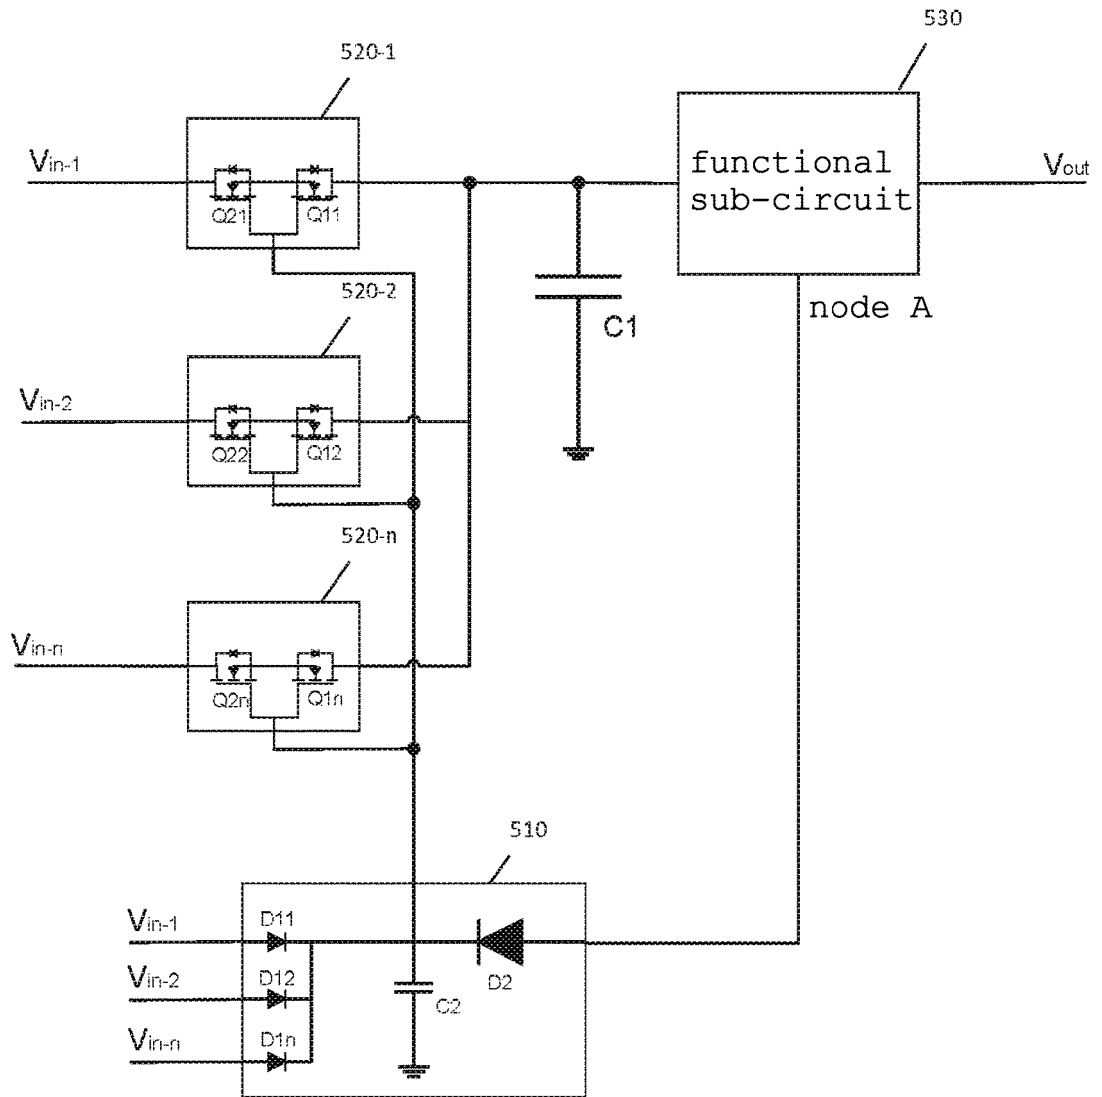 530
520-1
Vin-1
functional
sub-circuit
Vout
Q21
Q11
520-2
node A
C1
Vin-2
Q22
Q12
520-n
Vin-n
Q2n
Q1n
510
Vin-1
D11
Vin-2
D12
C2
D2
Vin-n
D1n